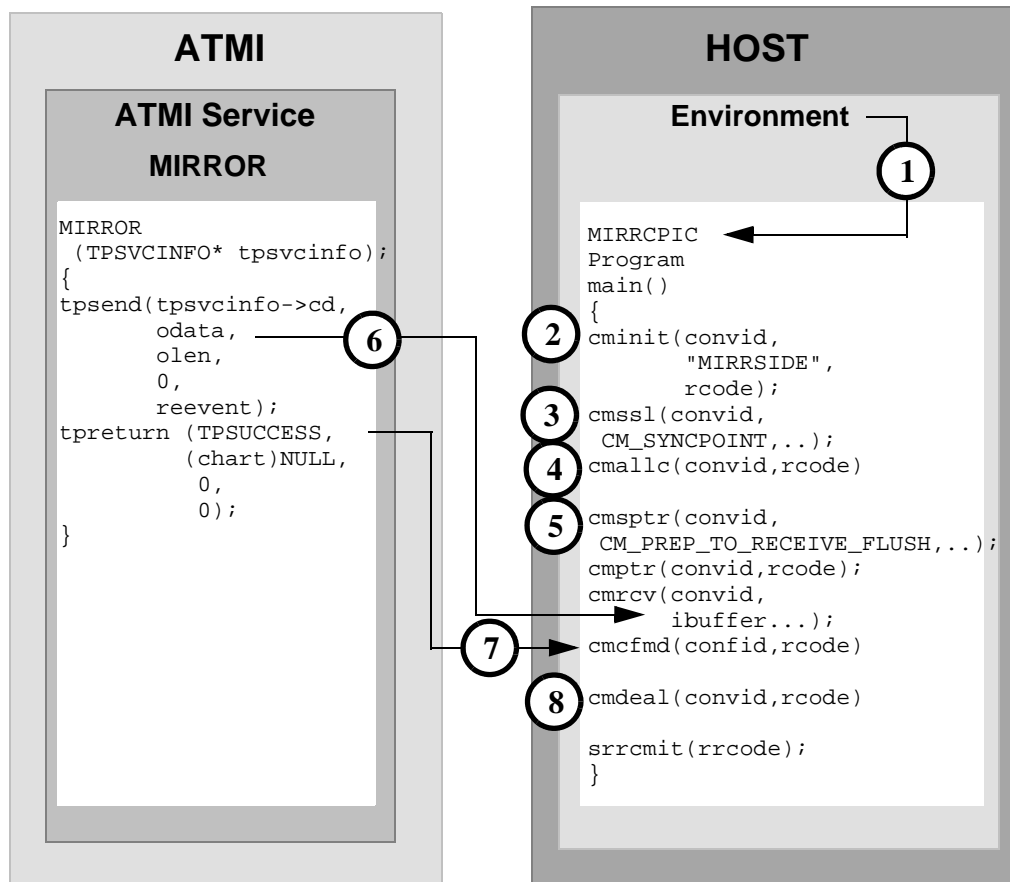 ATMI
ATMI Service
MIRROR
MIRROR
(TPSVCINFO* tpsvcinfo);
{
tpsend(tpsvcinfo->cd,
odata,
olen,
0,
reevent);
tpreturn (TPSUCCESS,
(chart)NULL,
0,
0);
}
6
7
HOST
Environment
1
MIRRCPIC
Program
main()
{
2
cminit(convid,
"MIRRSIDE",
rcode);
3
cmssl(convid,
CM_SYNCPOINT,..);
4
cmallc(convid,rcode)
5
cmsptr(convid,
CM_PREP_TO_RECEIVE_FLUSH,..);
cmptr(convid,rcode);
cmrcv(convid,
ibuffer...);
cmcfmd(confid,rcode)
8
cmdeal(convid,rcode)
srrcmit(rrcode);
}